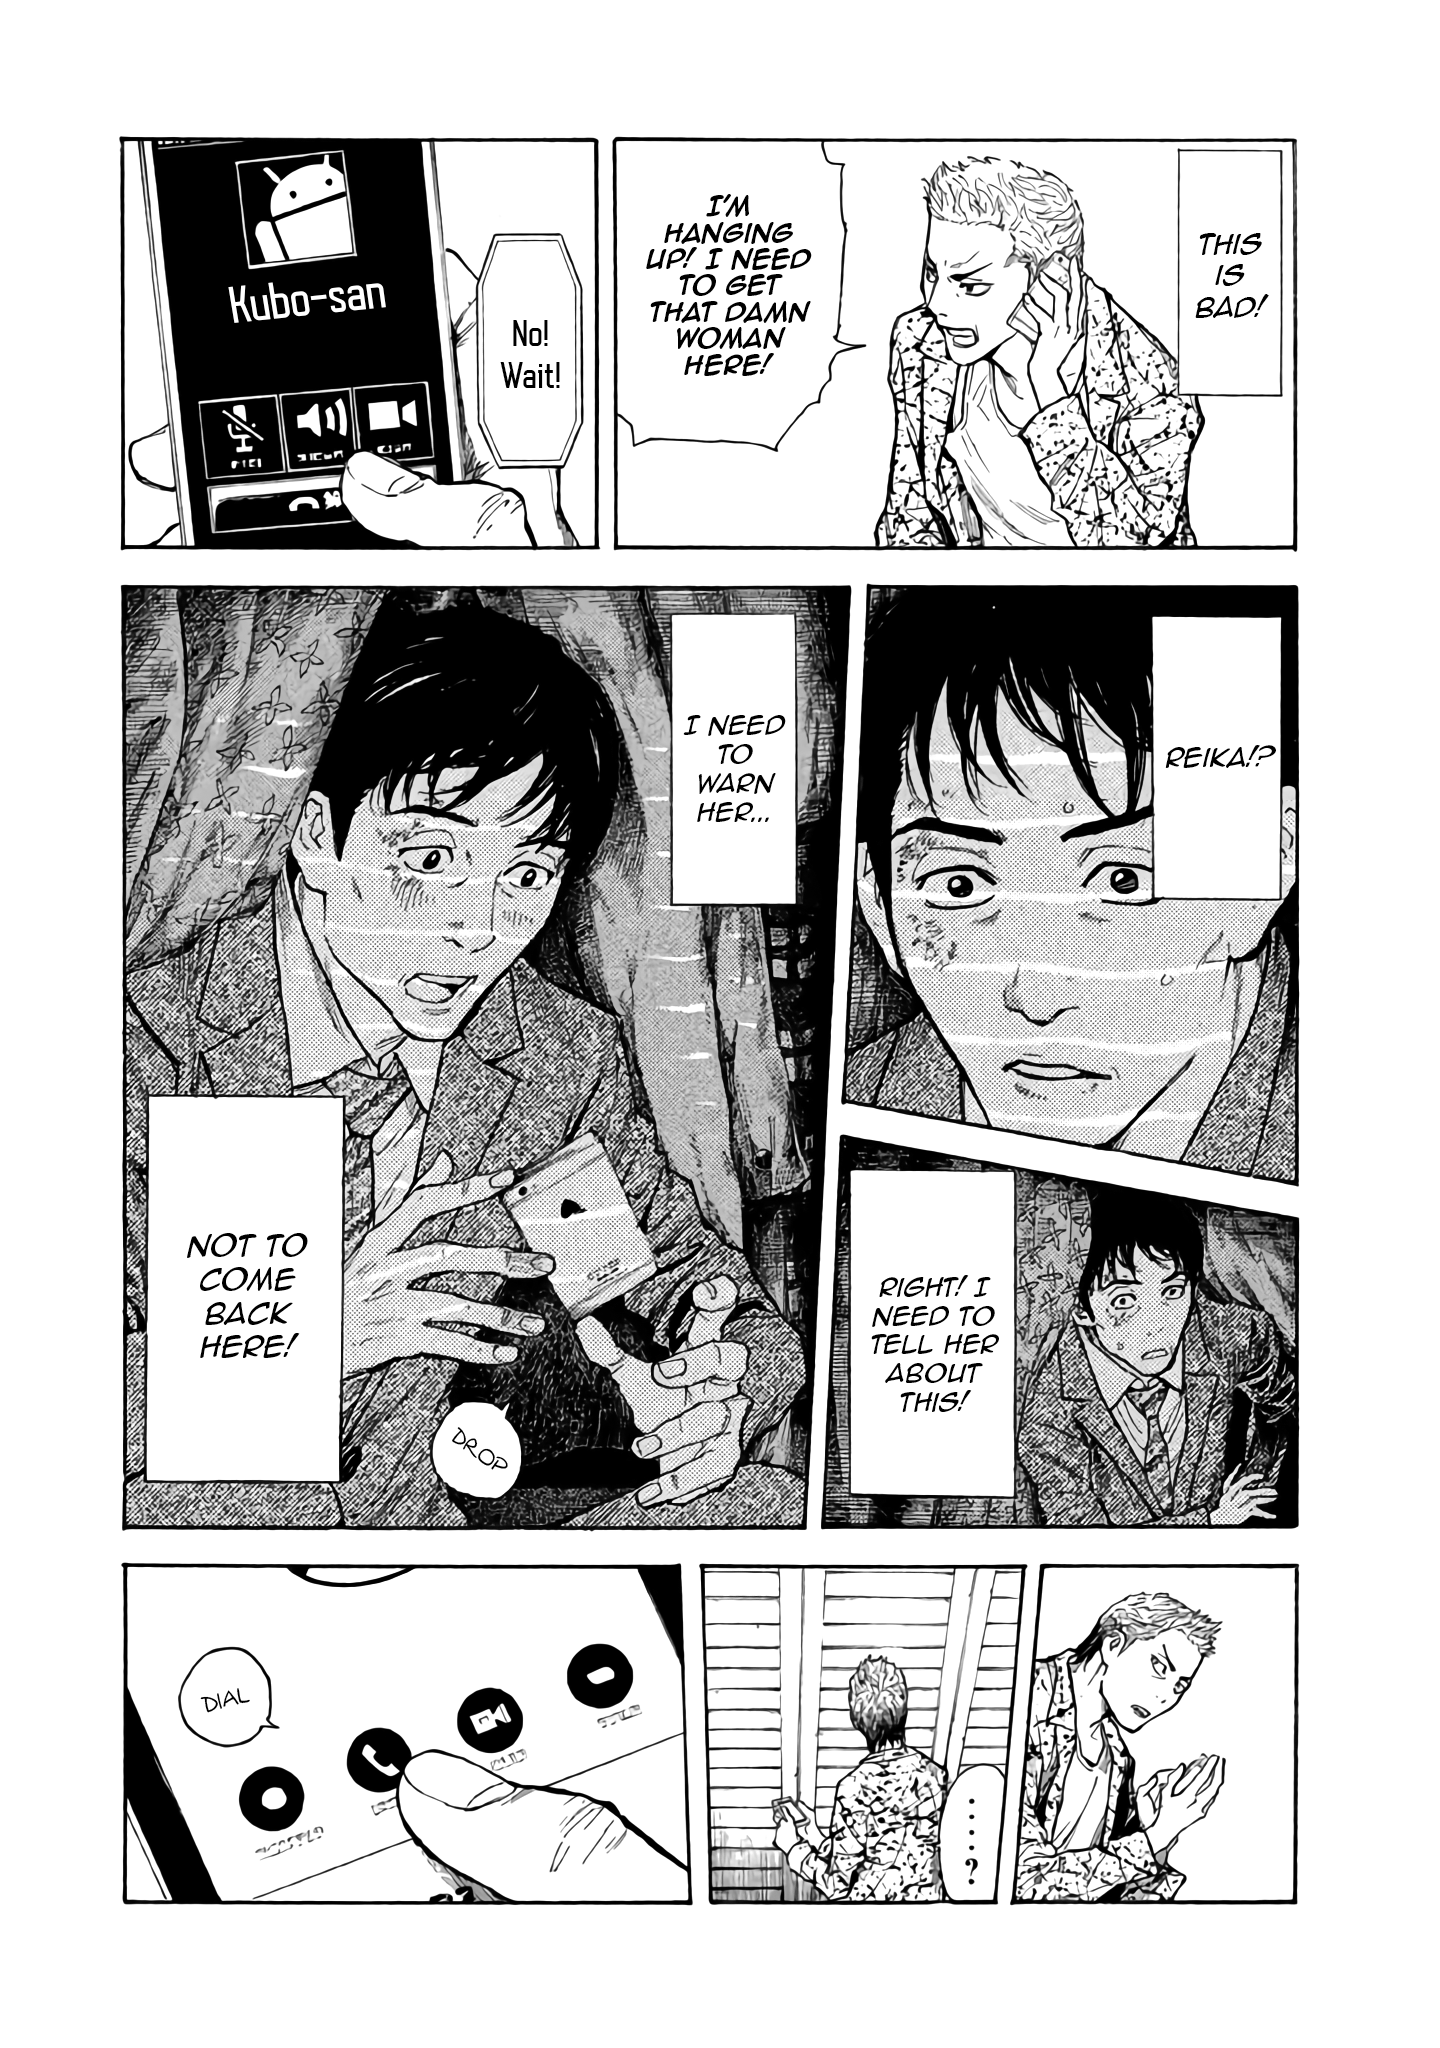 THIS
IS
BAD!
I'M
HANGING
UP! I NEED
TO GET
THAT DAMN
WOMAN
HERE!
No!
Wait!
Kubo-san
REIKA!?
RIGHT! I
NEED TO
TELL HER
ABOUT
THIS!
I NEED
TO
WARN
HER...
NOT TO
COME
BACK
HERE!
DROP
.....?
DIAL